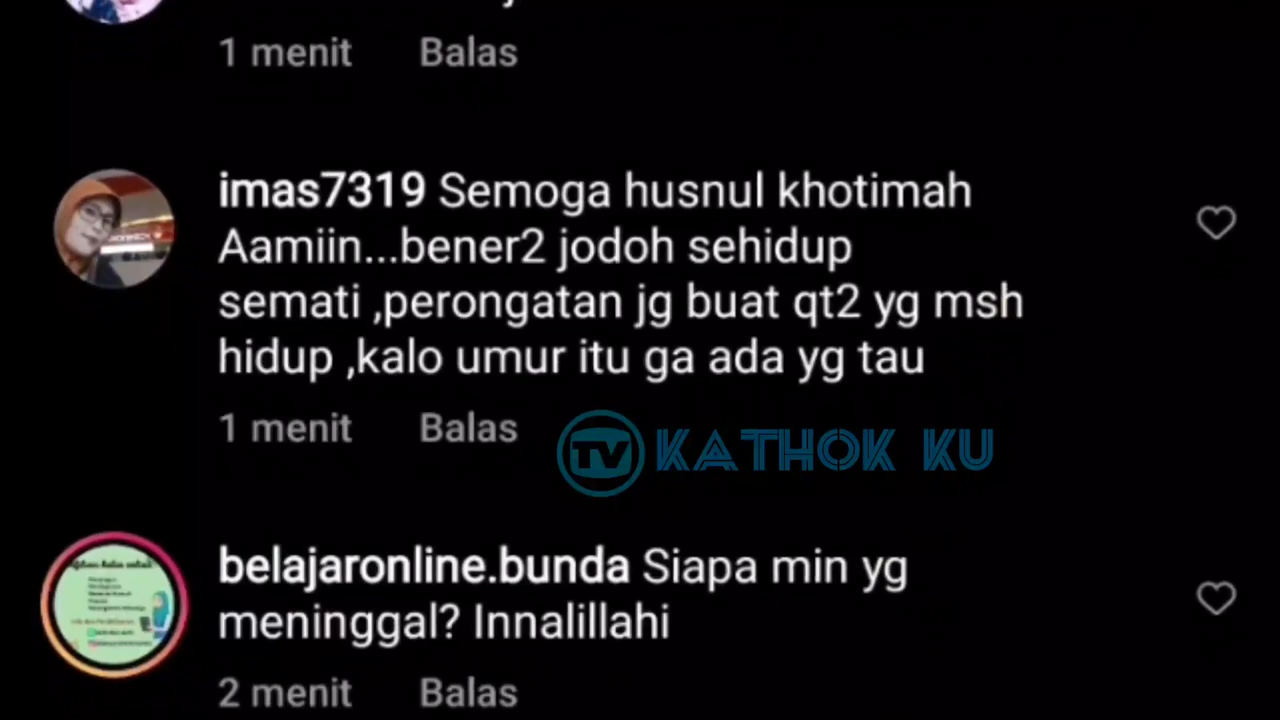 1 menit Balas
imas7319 Semoga husnul khotimah
Aamiin...bener2 jodoh sehidup
semati ,perongatan jg buat qt2 yg msh
hidup ,kalo umur itu ga ada yg tau
1 menit Balas
TV KATHOK KU
belajaronline.bunda Siapa min yg
meninggal? Innalillahi
2 menit Balas